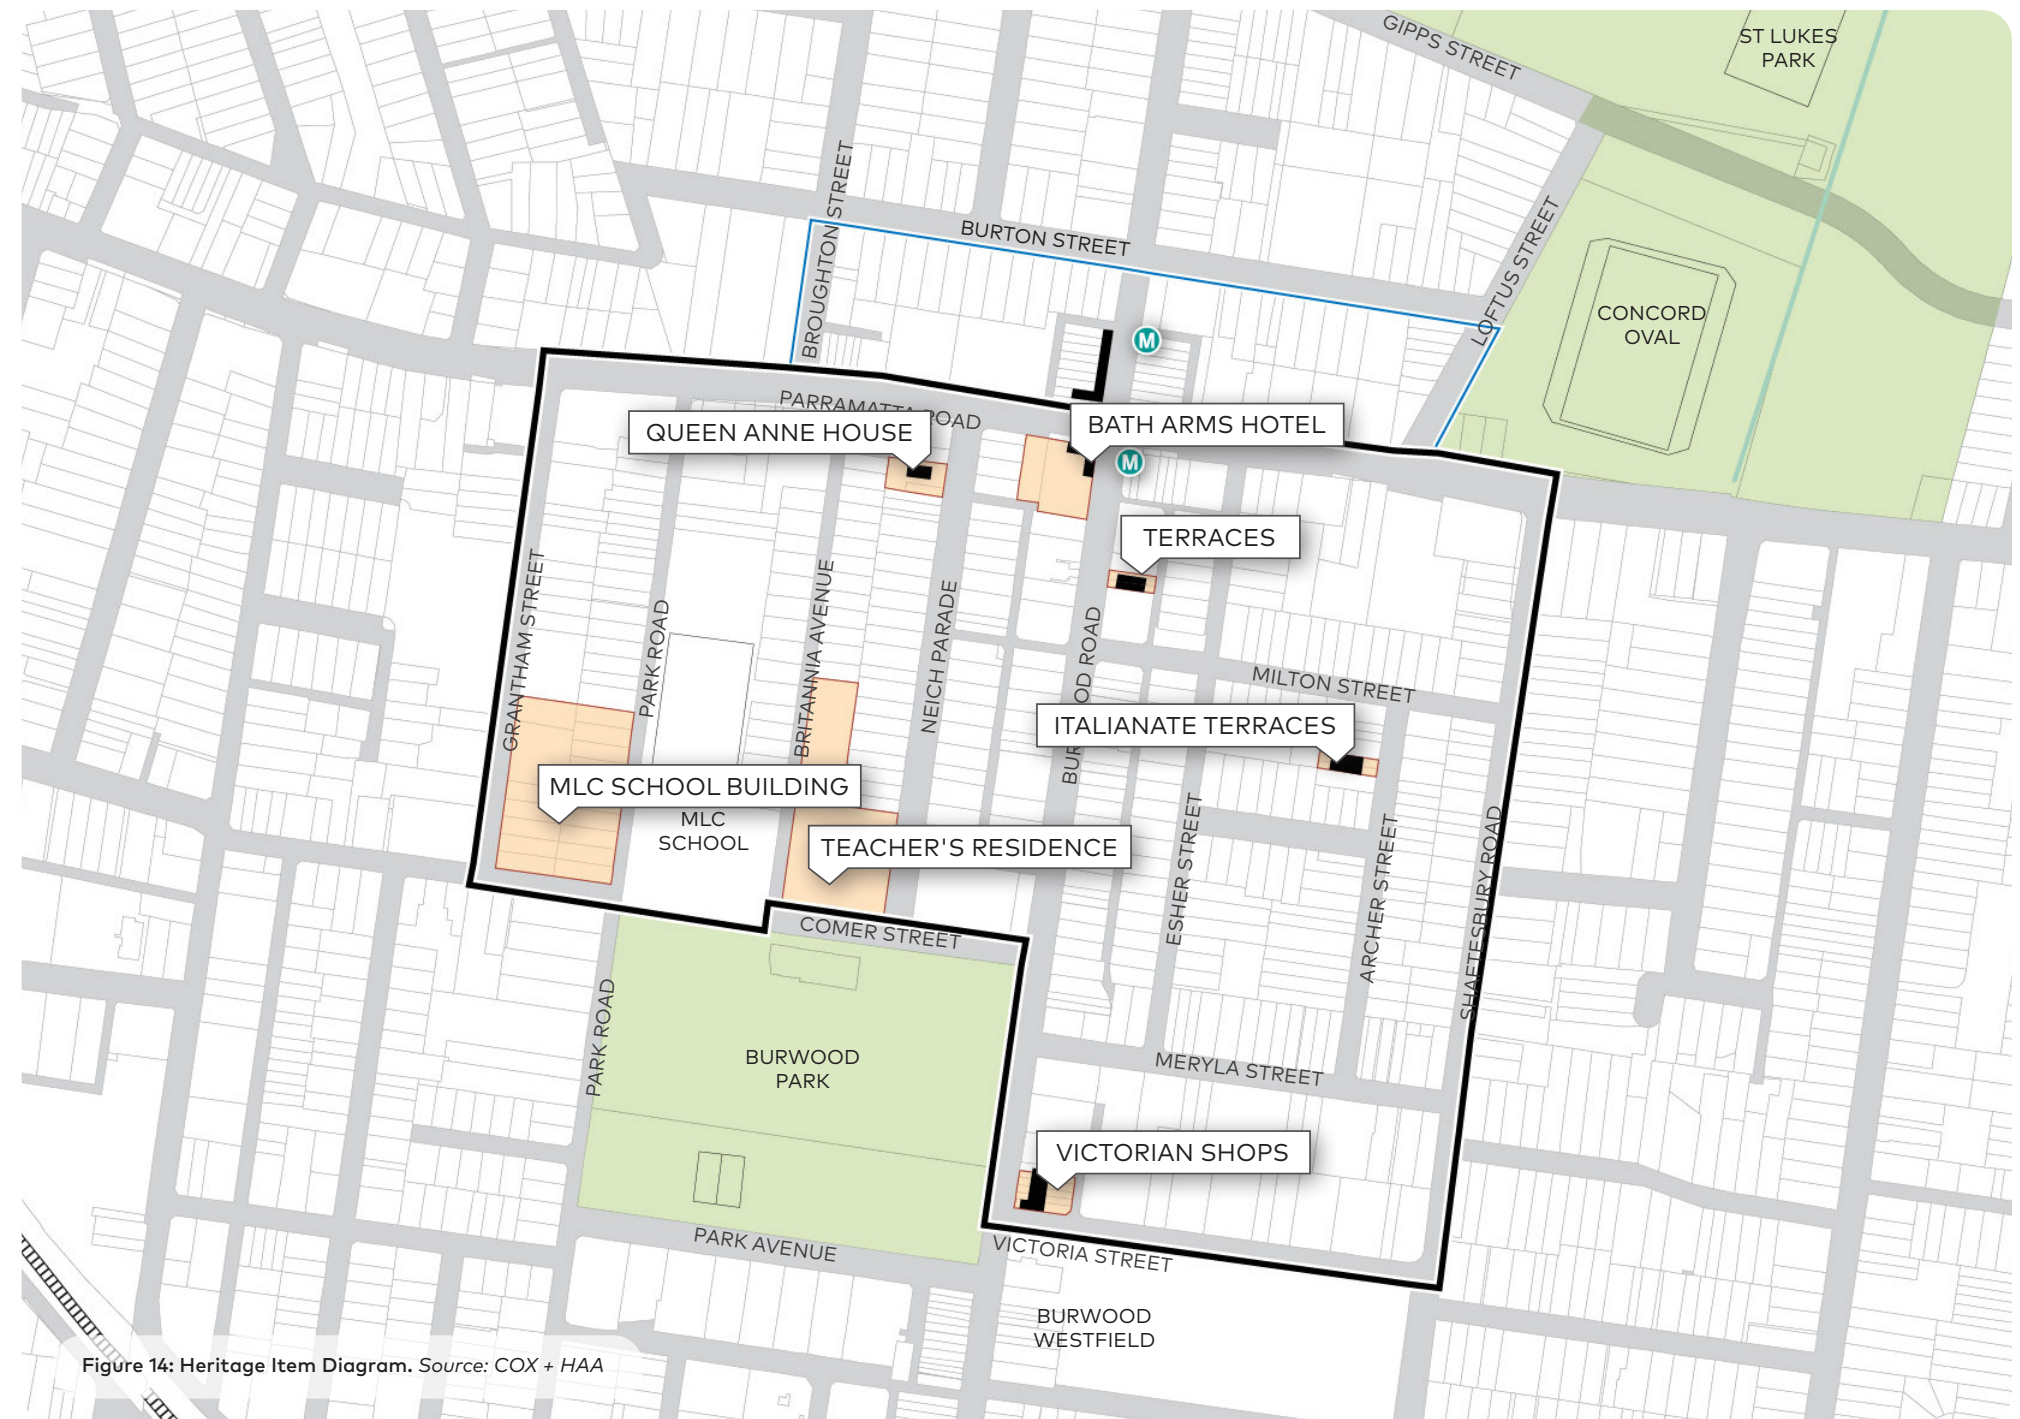 GIPPS STREET
ST LUKES
PARK
BROUGHTON STREET
BURTON STREET
LOFTUS STREET
CONCORD
OVAL
M
PARRAMATTA ROAD
QUEEN ANNE HOUSE
BATH ARMS HOTEL
M
TERRACES
GRANTHAM STREET
PARK ROAD
BRITANNIA AVENUE
NEICH PARADE
BURWOOD ROAD
MILTON STREET
ITALIANATE TERRACES
MLC SCHOOL BUILDING
MLC
SCHOOL
TEACHER'S RESIDENCE
ESHER STREET
ARCHER STREET
SHAFTESBURY ROAD
COMER STREET
PARK ROAD
BURWOOD
PARK
MERYLA STREET
VICTORIAN SHOPS
PARK AVENUE
VICTORIA STREET
BURWOOD
WESTFIELD
Figure 14: Heritage Item Diagram. Source: COX + HAA